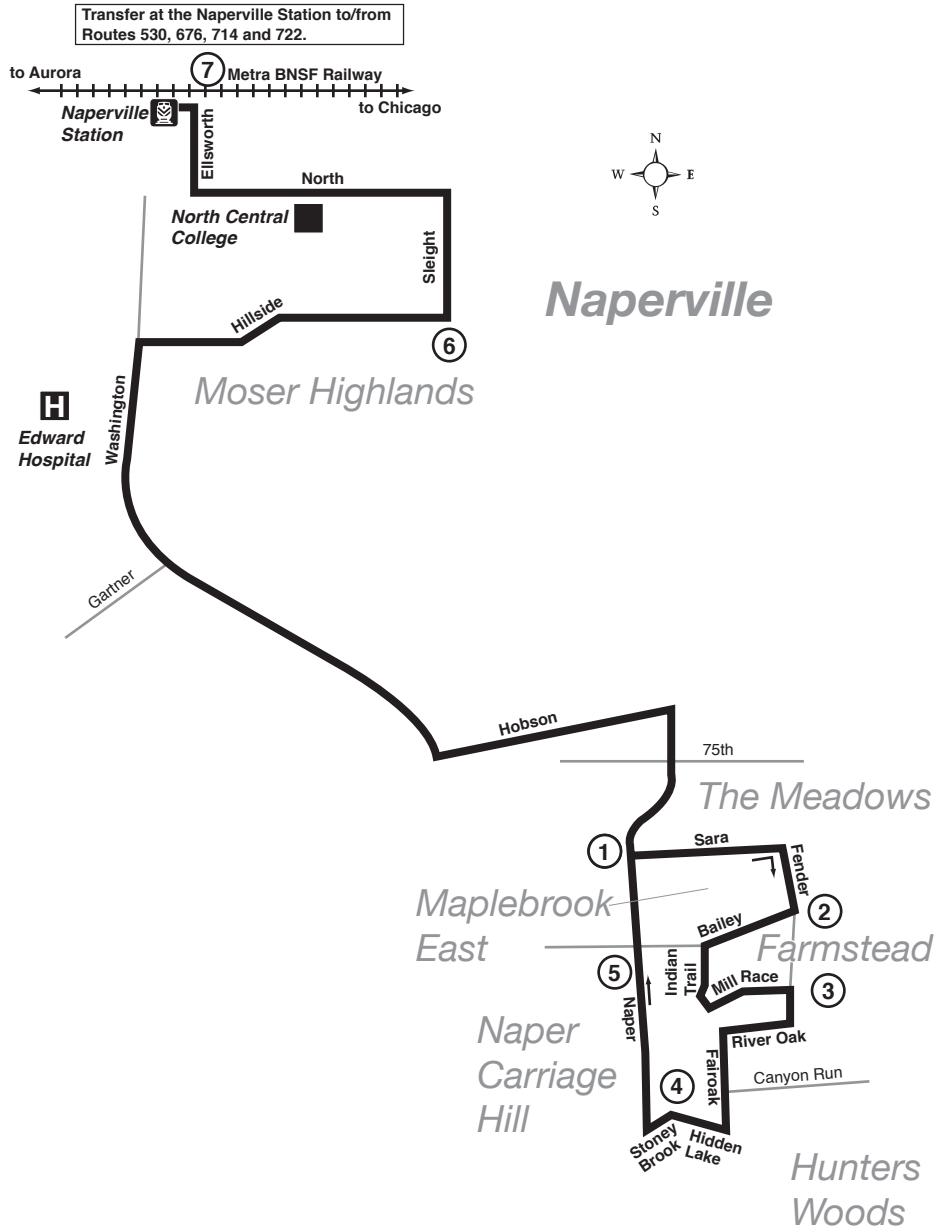 Transfer at the Naperville Station to/from
Routes 530, 676, 714 and 722.
7
to Aurora
Metra BNSF Railway
to Chicago
Naperville
Station
Ellsworth
North
North Central
College
Sleight
N
W
E
S
Naperville
Hillside
6
Moser Highlands
H
Edward
Hospital
Washington
Gartner
Hobson
75th
The Meadows
1
Sara
Fender
Maplebrook
East
2
Bailey
Farmstead
5
Indian
Trail
Mill Race
3
Naper
River Oak
Naper
Carriage
Hill
4
Fairoak
Canyon Run
Stoney
Brook
Hidden
Lake
Hunters
Woods